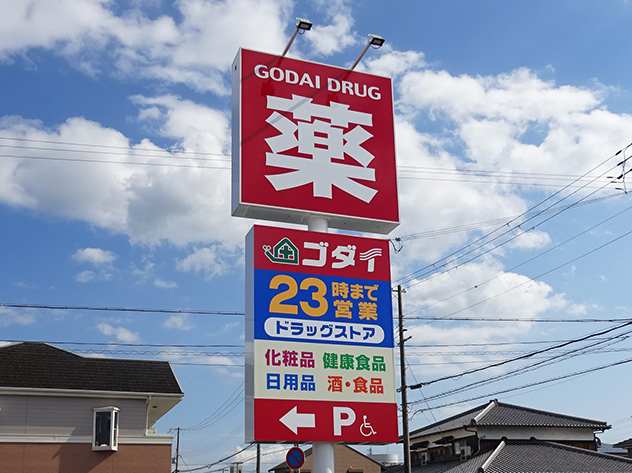 GODAI DRUG
薬
ゴダイ
23時まで営業
ドラッグストア
化粧品 健康食品
日用品 酒・食品
P